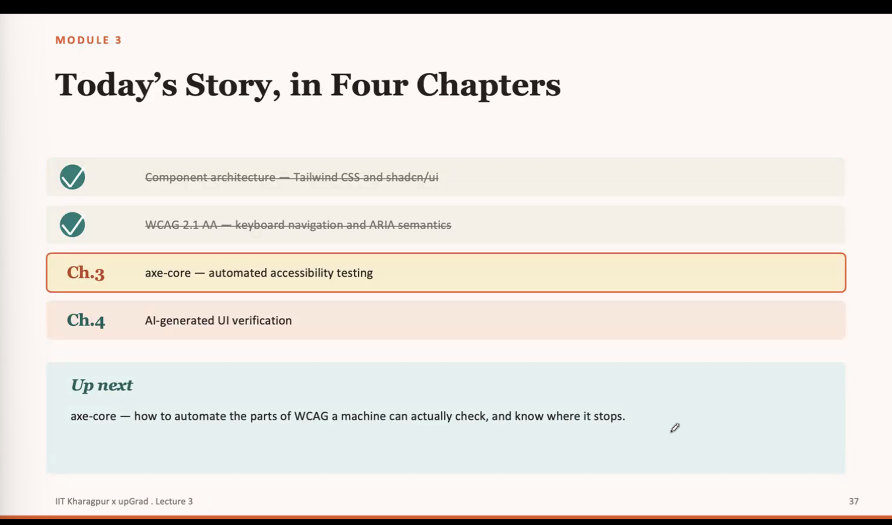 MODULE 3
Today’s Story, in Four Chapters
Component architecture — Tailwind CSS and shadcn/ui
WCAG 2.1 AA — keyboard navigation and ARIA semantics
Ch.3 axe-core — automated accessibility testing
Ch.4 AI-generated UI verification
Up next
axe-core — how to automate the parts of WCAG a machine can actually check, and know where it stops.
IIT Kharagpur x upGrad . Lecture 3 37